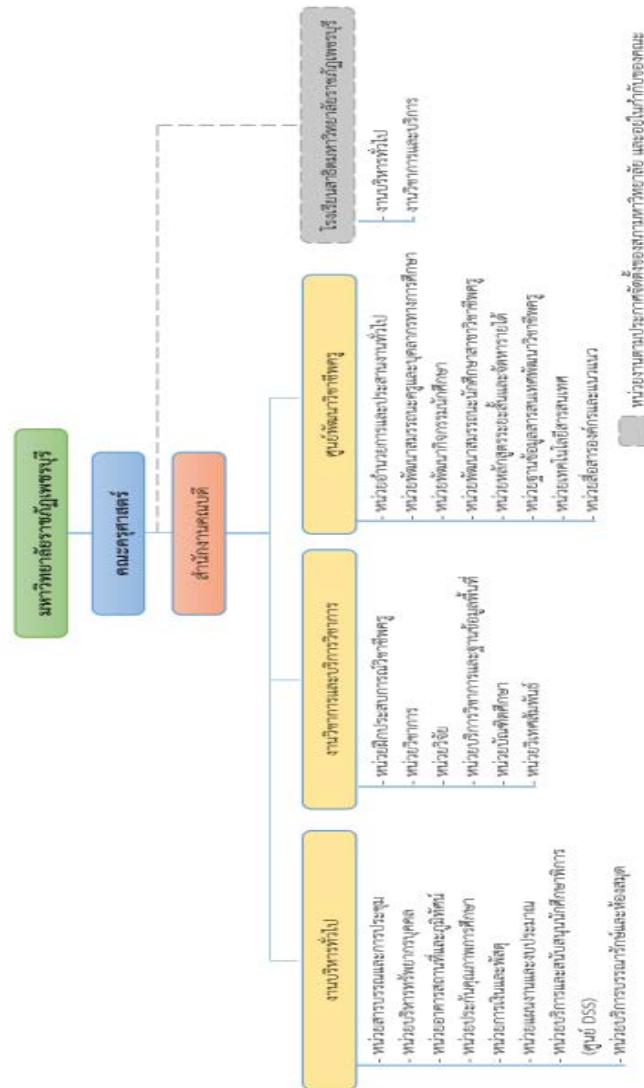 มหาวิทยาลัยราชภัฏเพชรบุรี
คณะครุศาสตร์
สำนักงานคณบดี
งานบริหารทั่วไป
- หน่วยสารบรรณและการประชุม
- หน่วยบริหารทรัพยากรบุคคล
- หน่วยอาคารสถานที่และภูมิทัศน์
- หน่วยประกันคุณภาพการศึกษา
- หน่วยการเงินและพัสดุ
- หน่วยแผนงานและงบประมาณ
- หน่วยบริการและสนับสนุนนักศึกษาพิการ
(ศูนย์ DSS)
- หน่วยบริการบรรณารักษ์และห้องสมุด
งานวิชาการและบริการวิชาการ
- หน่วยฝึกประสบการณ์วิชาชีพครู
- หน่วยวิชาการ
- หน่วยวิจัย
- หน่วยบริการวิชาการและฐานข้อมูลพื้นที่
- หน่วยบัณฑิตศึกษา
- หน่วยวิเทศสัมพันธ์
ศูนย์พัฒนาวิชาชีพครู
- หน่วยอำนวยการและประสานงานทั่วไป
- หน่วยพัฒนาสมรรถนะครูและบุคลากรทางการศึกษา
- หน่วยพัฒนากิจกรรมนักศึกษา
- หน่วยพัฒนาสมรรถนะนักศึกษาสาขาวิชาชีพครู
- หน่วยหลักสูตรระยะสั้นและจัดหารายได้
- หน่วยฐานข้อมูลสารสนเทศพัฒนาวิชาชีพครู
- หน่วยเทคโนโลยีสารสนเทศ
- หน่วยสื่อสารองค์กรและแนะแนว
โรงเรียนสาธิตมหาวิทยาลัยราชภัฏเพชรบุรี
- งานบริหารทั่วไป
- งานวิชาการและบริการ
หน่วยงานตามประกาศจัดตั้งของสภามหาวิทยาลัย และอยู่ในกำกับของคณะ